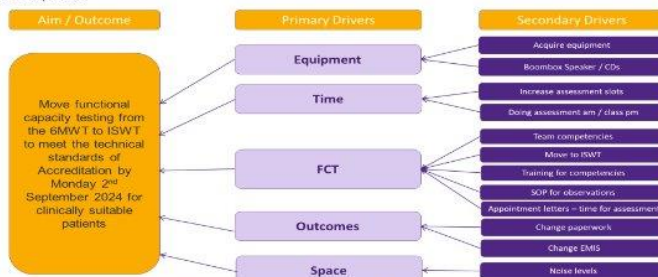 Aim / Outcome
Primary Drivers
Secondary Drivers
Move functional
capacity testing from
the 6MWT to ISWT
to meet the technical
standards of
Accreditation by
Monday 2nd
September 2024 for
clinically suitable
patients
Equipment
Time
FCT
Outcomes
Space
Acquire equipment
Boombox Speaker / CDs
Increase assessment slots
Doing assessment am / class pm
Team competencies
Move to ISWT
Training for competencies
SOP for observations
Appointment letters – time for assessment
Change paperwork
Change EMIS
Noise levels